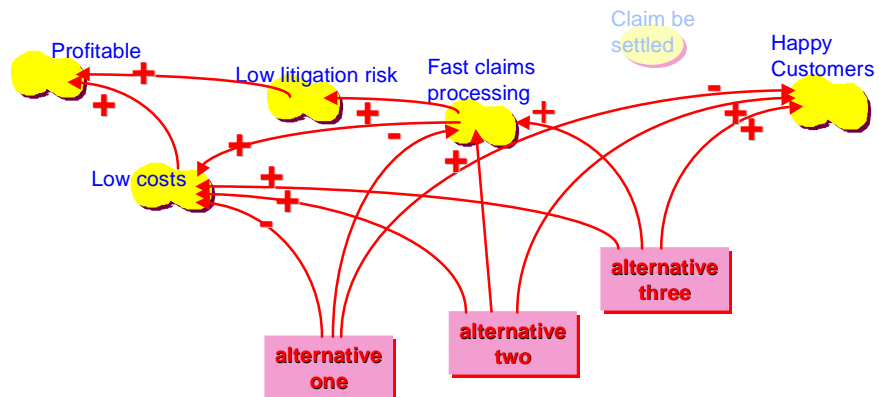 Claim be
settled
Profitable
Happy
Customers
Low litigation risk
Fast claims
processing
+
-
+
+
+
-
+
+
+
+
Low costs
+
+
+
-
alternative
three
alternative
two
alternative
one